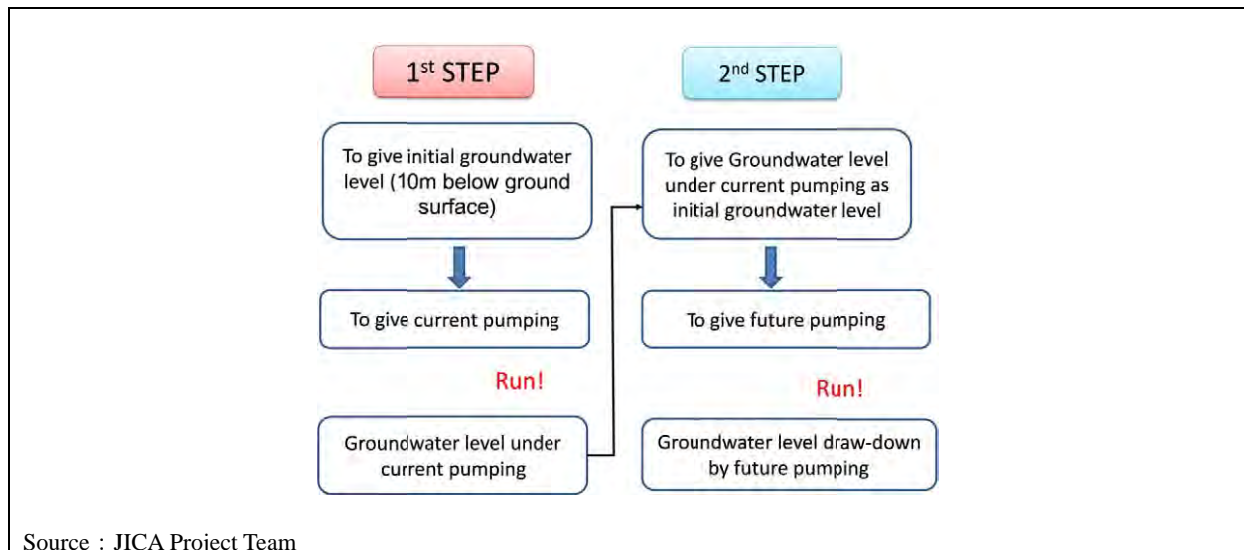 1st STEP
To give initial groundwater
level (10m below ground
surface)
To give current pumping
Run!
Groundwater level under
current pumping
2nd STEP
To give Groundwater level
under current pumping as
initial groundwater level
To give future pumping
Run!
Groundwater level draw-down
by future pumping
Source : JICA Project Team